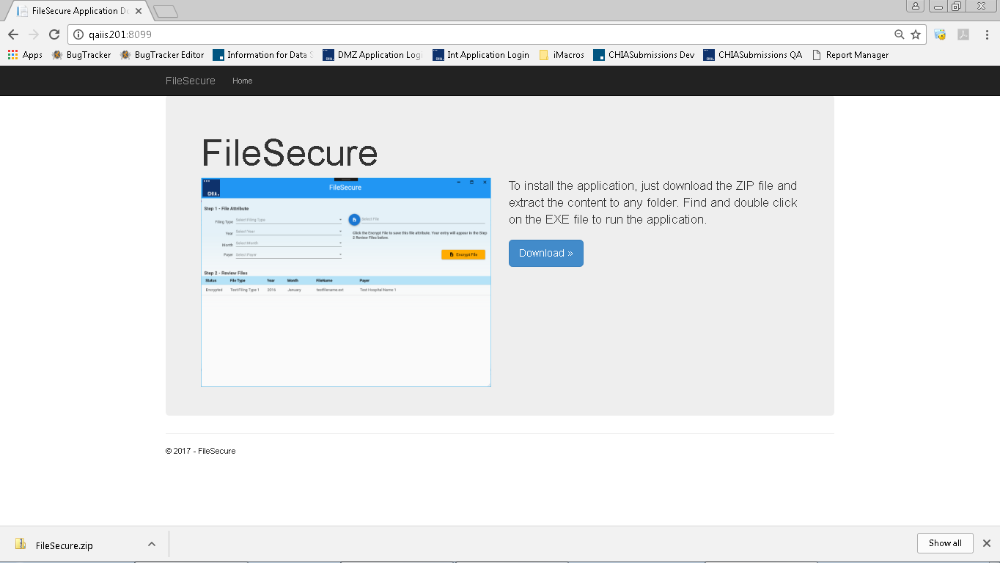 FileSecure Application Do
qaiis201:8099
Apps BugTracker BugTracker Editor Information for Data S DMZ Application Logi Int Application Login iMacros CHIASubmissions Dev CHIASubmissions QA Report Manager
FileSecure Home
FileSecure
CHIA.
FileSecure
Step 1 - File Attribute
Filing Type Select Filing Type
Select File
Year Select Year
Click the Encrypt File to save this file attribute. Your entry will appear in the Step
2 Review Files below.
Month Select Month
Payer Select Payer
Encrypt File
Step 2 - Review Files
Status File Type Year Month FileName Payer
Encrypted Test Filing Type 1 2016 January testfilename.ext Test Hospital Name 1
To install the application, just download the ZIP file and
extract the content to any folder. Find and double click
on the EXE file to run the application.
Download »
© 2017 - FileSecure
FileSecure.zip
Show all